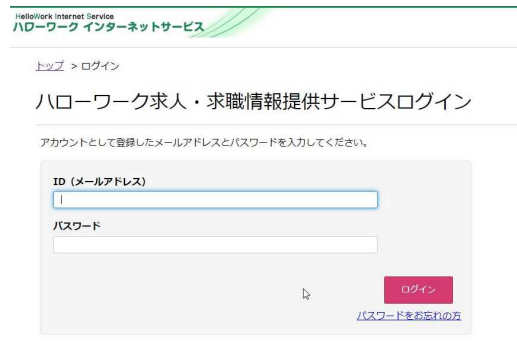 HelloWork Internet Service
ハローワーク インターネットサービス
トップ > ログイン
ハローワーク求人・求職情報提供サービスログイン
アカウントとして登録したメールアドレスとパスワードを入力してください。
ID（メールアドレス）
パスワード
ログイン
パスワードをお忘れの方